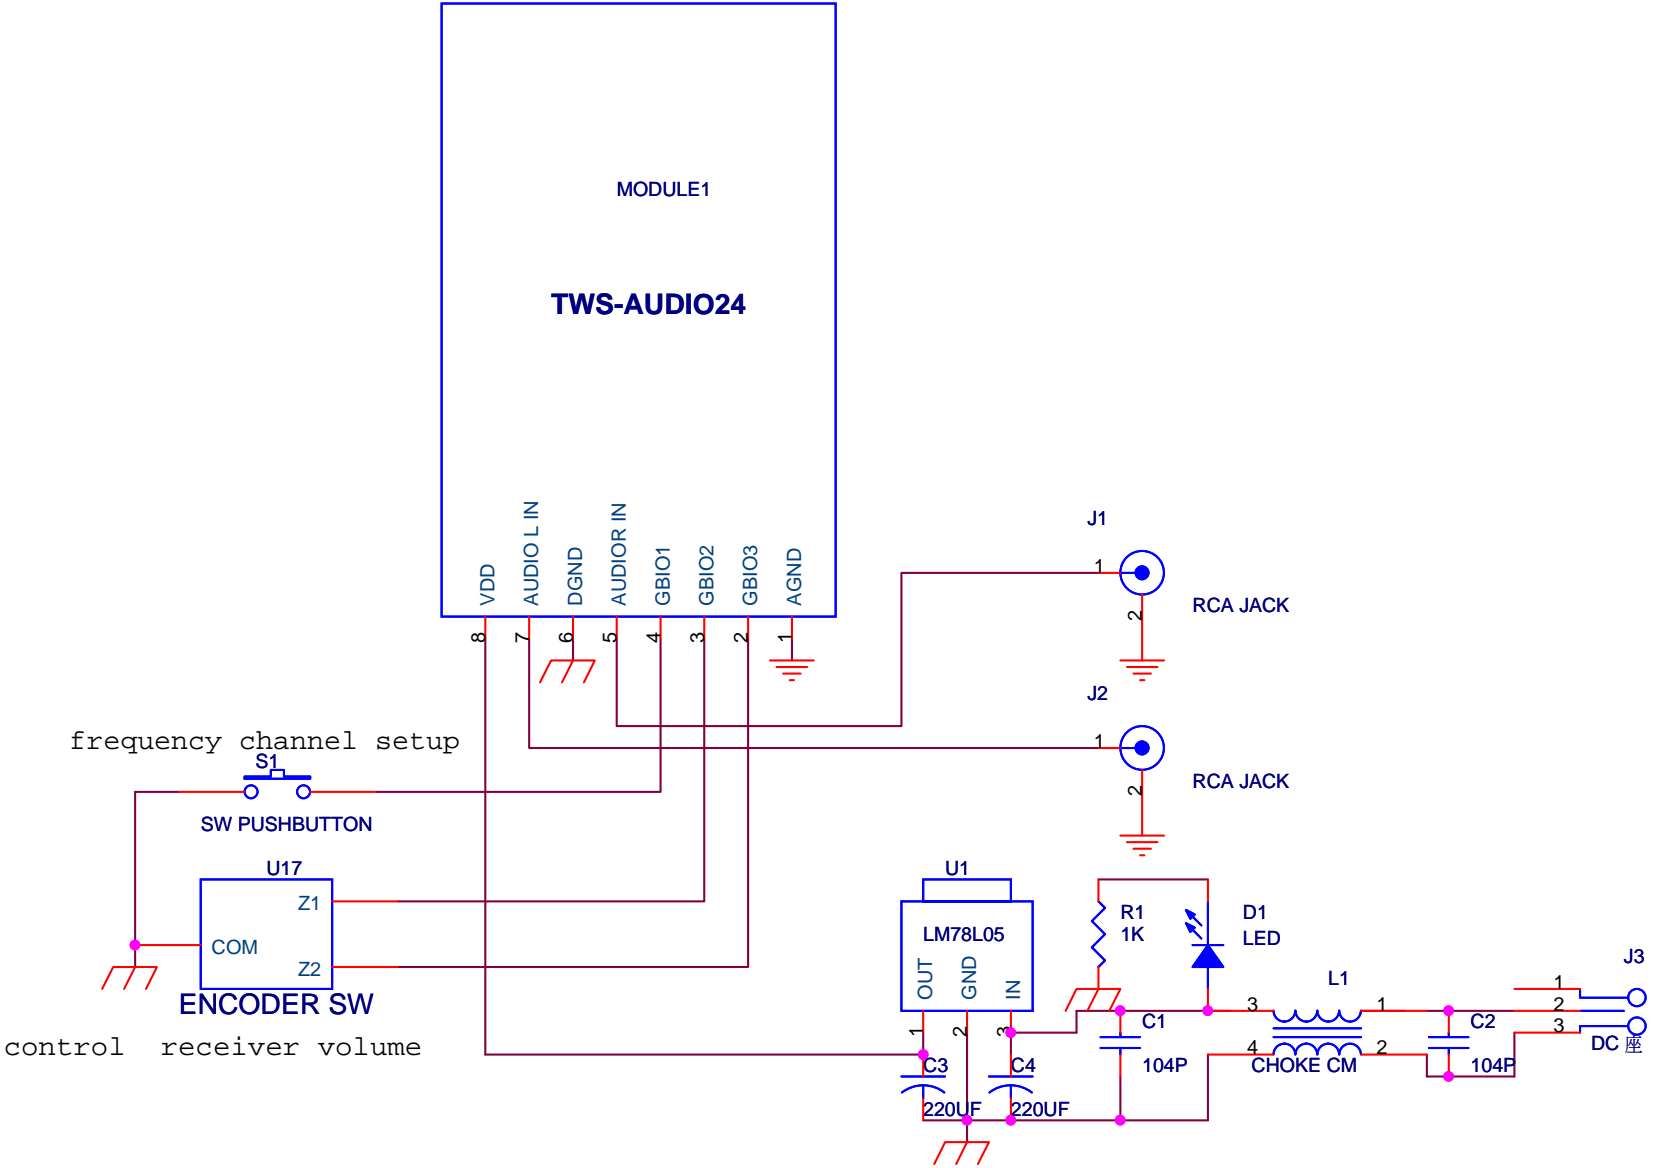 MODULE1
TWS-AUDIO24
VDD
AUDIO L IN
DGND
AUDIOR IN
GBIO1
GBIO2
GBIO3
AGND
8
7
6
5
4
3
2
1
J1
1
RCA JACK
2
J2
1
RCA JACK
2
frequency channel setup
S1
SW PUSHBUTTON
U17
Z1
COM
Z2
ENCODER SW
control receiver volume
U1
LM78L05
OUT
GND
IN
1
2
3
C3
220UF
C4
220UF
R1
1K
D1
LED
C1
104P
L1
3
1
4
2
CHOKE CM
C2
104P
J3
1
2
3
DC 座